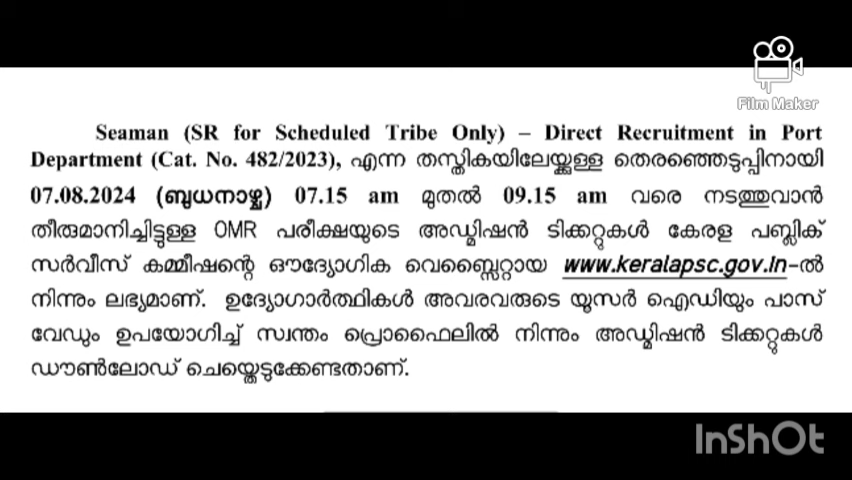 Film Maker
Seaman (SR for Scheduled Tribe Only) – Direct Recruitment in Port
Department (Cat. No. 482/2023), എന്ന തസ്തികയിലേയ്ക്കുള്ള തെരഞ്ഞെടുപ്പിനായി
07.08.2024 (ബുധനാഴ്ച) 07.15 am മുതൽ 09.15 am വരെ നടത്തുവാൻ
തീരുമാനിച്ചിട്ടുള്ള OMR പരീക്ഷയുടെ അഡ്മിഷൻ ടിക്കറ്റുകൾ കേരള പബ്ലിക്
സർവീസ് കമ്മീഷന്റെ ഔദ്യോഗിക വെബ്സൈറ്റായ www.keralapsc.gov.in-ൽ
നിന്നും ലഭ്യമാണ്. ഉദ്യോഗാർത്ഥികൾ അവരവരുടെ യൂസർ ഐഡിയും പാസ്
വേഡും ഉപയോഗിച്ച് സ്വന്തം പ്രൊഫൈലിൽ നിന്നും അഡ്മിഷൻ ടിക്കറ്റുകൾ
ഡൗൺലോഡ് ചെയ്തെടുക്കേണ്ടതാണ്.
InShOt